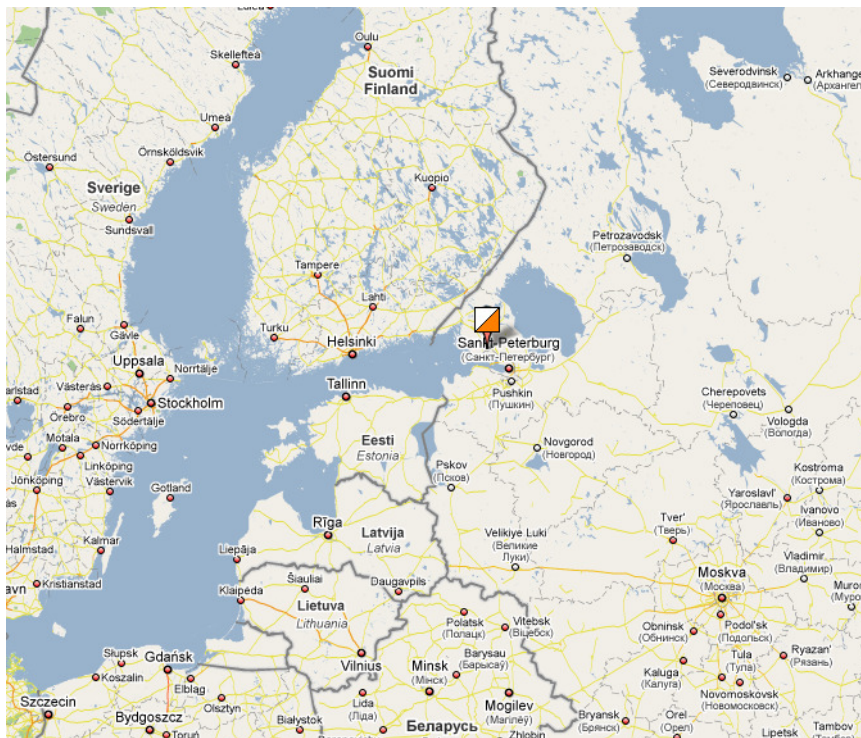 Oulu
Skellefteå
Suomi
Finland
Severodvinsk
(Северодвинск)
Umeå
Östersund
Örnsköldsvik
Kuopio
Sverige
Sweden
Sundsvall
Petrozavodsk
(Петрозаводск)
Tampere
Lahti
Falun
Gävle
Turku
Helsinki
Sankt-Peterburg
(Санкт-Петербург)
Uppsala
Norrtälje
Västerås
Tallinn
Pushkin
(Пушкин)
Stockholm
Örebro
Södertälje
Cherepovets
(Череповец)
Vologda
(Вологда)
Motala
Norrköping
Linköping
Eesti
Estonia
Novgorod
(Новгород)
Jönköping
Västervik
Gotland
Pskov
(Псков)
Kostroma
(Кострома)
Yaroslavl'
(Ярославль)
Ivanovo
(Иваново)
Rīga
Latvija
Latvia
Tver'
(Тверь)
Kalmar
Halmstad
Liepāja
Velikiye Luki
(Великие
Луки)
Vladimir
(Владимир)
Kristianstad
Klaipėda
Šiauliai
Daugavpils
Moskva
(Москва)
Lietuva
Lithuania
Polatsk
(Полацк)
Vitebsk
(Віцебск)
Obninsk
(Обнинск)
Podol'sk
(Подольск)
Słupsk
Gdańsk
Vilnius
Minsk
(Мінск)
Barysau
(Барысаў)
Kaluga
(Калуга)
Tula
(Тула)
Ryazan'
(Рязань)
Koszalin
Elbląg
Olsztyn
Lida
(Ліда)
Mogilev
(Магілёў)
Novomoskovsk
(Новомосковск)
Szczecin
Bydgoszcz
Toruń
Białystok
Беларусь
Bryansk
(Брянск)
Orel
(Орел)
Lipetsk
Tambov